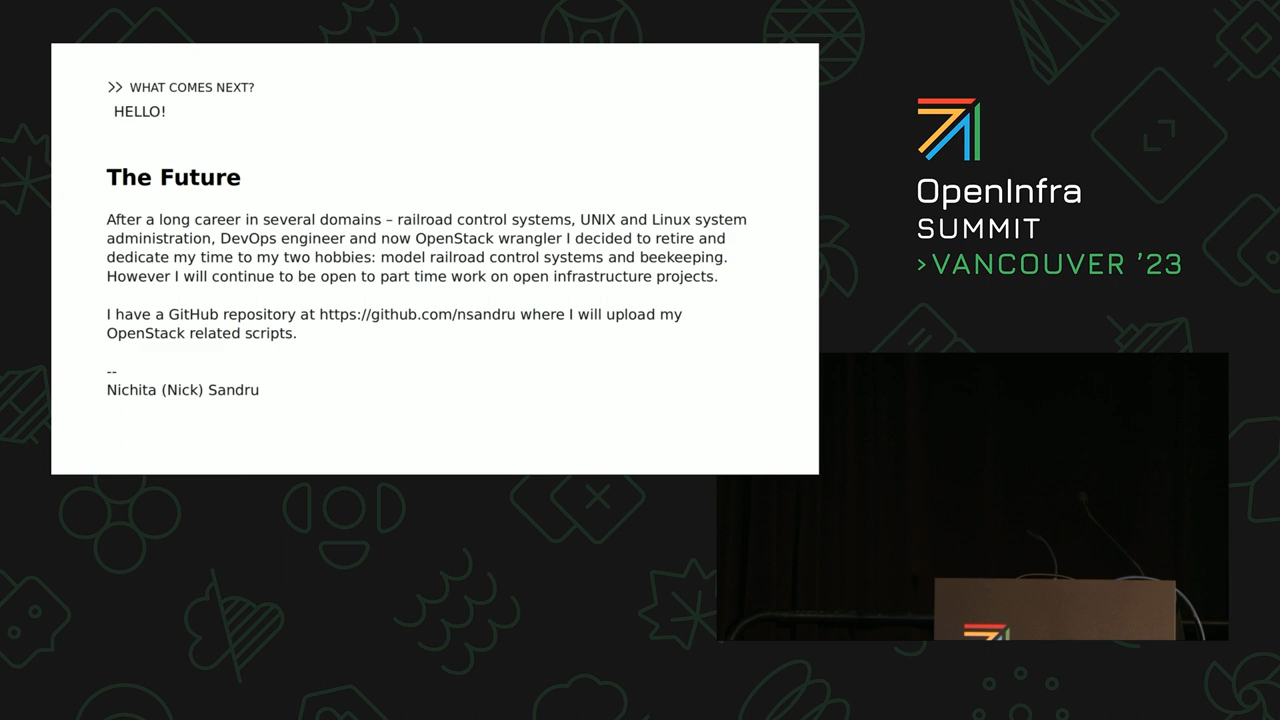 >> WHAT COMES NEXT?
HELLO!
The Future
After a long career in several domains – railroad control systems, UNIX and Linux system
administration, DevOps engineer and now OpenStack wrangler I decided to retire and
dedicate my time to my two hobbies: model railroad control systems and beekeeping.
However I will continue to be open to part time work on open infrastructure projects.
I have a GitHub repository at https://github.com/nsandru where I will upload my
OpenStack related scripts.
--
Nichita (Nick) Sandru
OpenInfra
SUMMIT
>VANCOUVER ’23